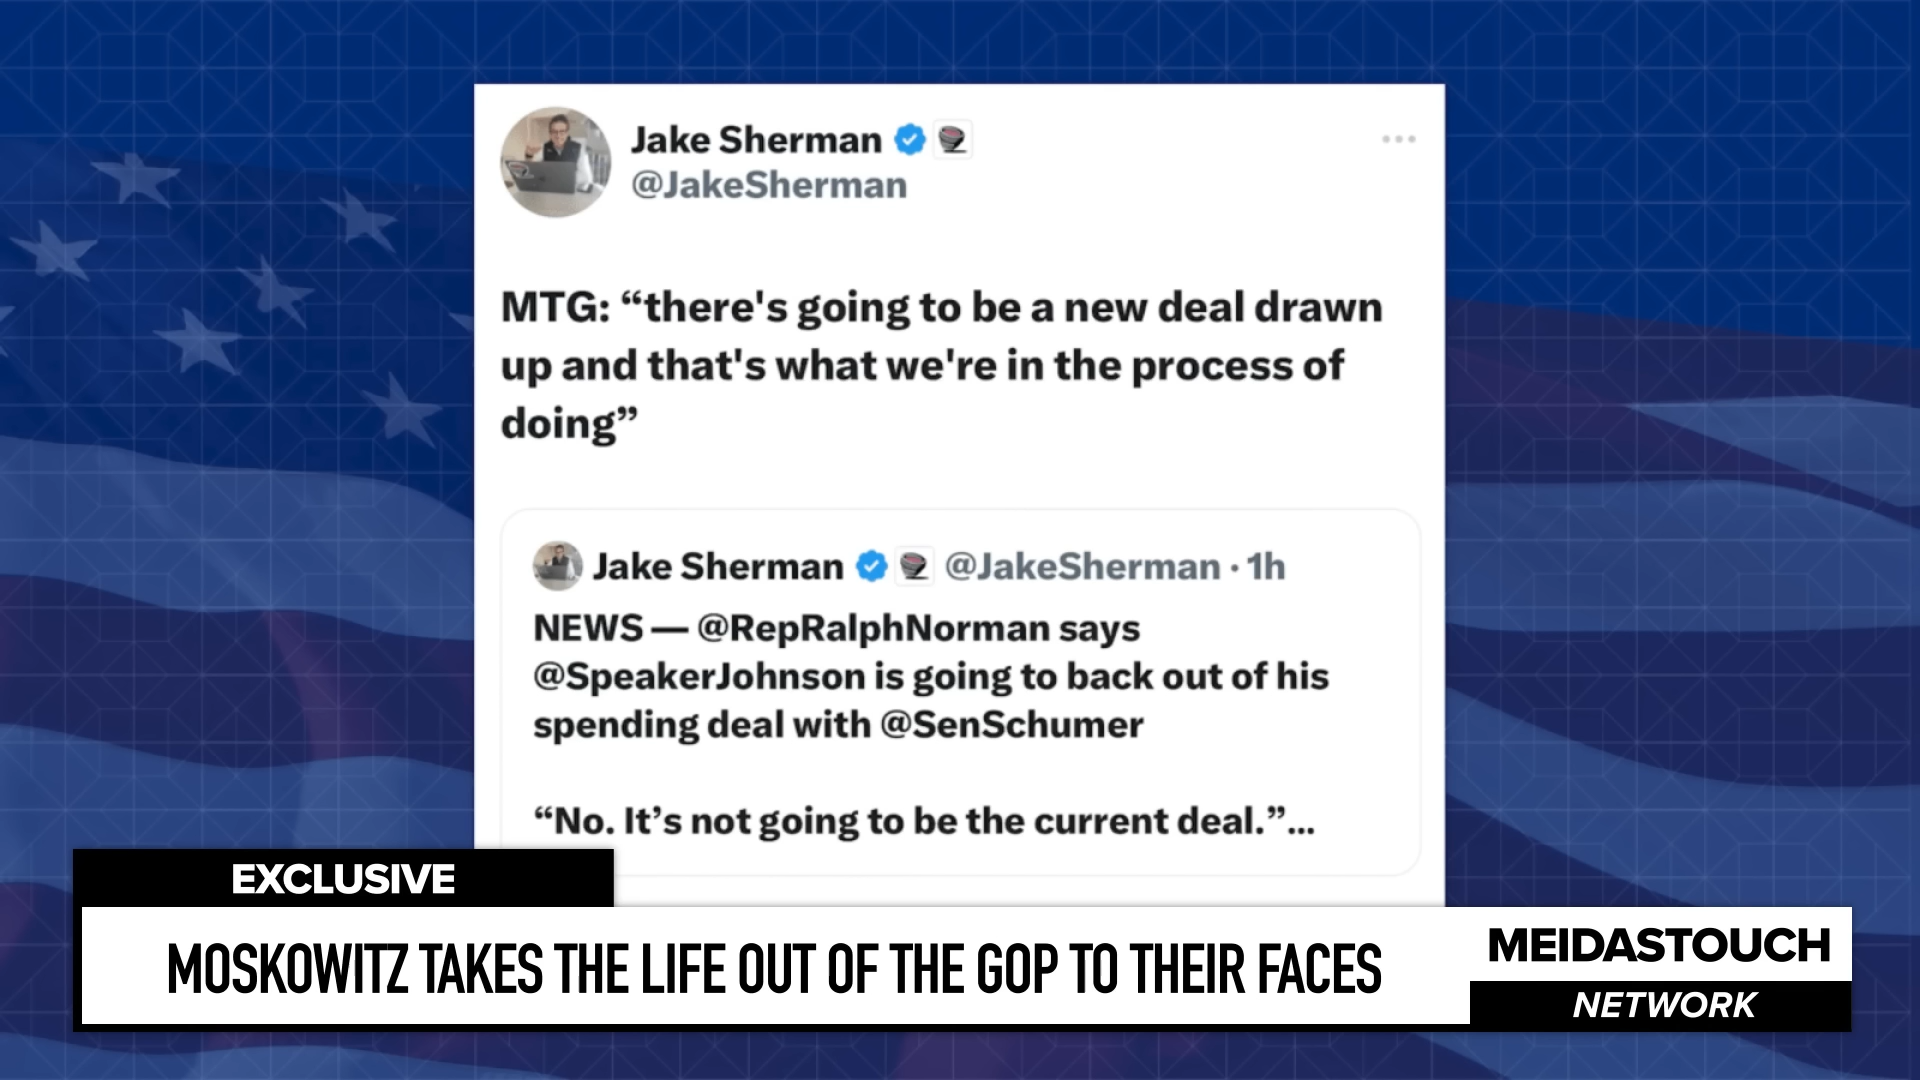 Jake Sherman
@JakeSherman
MTG: “there's going to be a new deal drawn
up and that's what we're in the process of
doing”
Jake Sherman @JakeSherman · 1h
NEWS — @RepRalphNorman says
@SpeakerJohnson is going to back out of his
spending deal with @SenSchumer
“No. It’s not going to be the current deal.”...
EXCLUSIVE
MOSKOWITZ TAKES THE LIFE OUT OF THE GOP TO THEIR FACES
MEIDASTOUCH
NETWORK